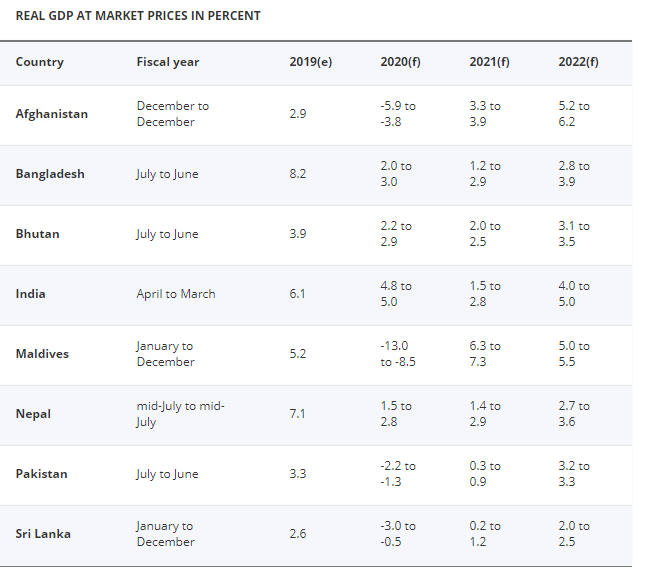 REAL GDP AT MARKET PRICES IN PERCENT
Country Fiscal year 2019(e) 2020(f) 2021(f) 2022(f)
Afghanistan December to December 2.9 -5.9 to -3.8 3.3 to 3.9 5.2 to 6.2
Bangladesh July to June 8.2 2.0 to 3.0 1.2 to 2.9 2.8 to 3.9
Bhutan July to June 3.9 2.2 to 2.9 2.0 to 2.5 3.1 to 3.5
India April to March 6.1 4.8 to 5.0 1.5 to 2.8 4.0 to 5.0
Maldives January to December 5.2 -13.0 to -8.5 6.3 to 7.3 5.0 to 5.5
Nepal mid-July to mid-July 7.1 1.5 to 2.8 1.4 to 2.9 2.7 to 3.6
Pakistan July to June 3.3 -2.2 to -1.3 0.3 to 0.9 3.2 to 3.3
Sri Lanka January to December 2.6 -3.0 to -0.5 0.2 to 1.2 2.0 to 2.5